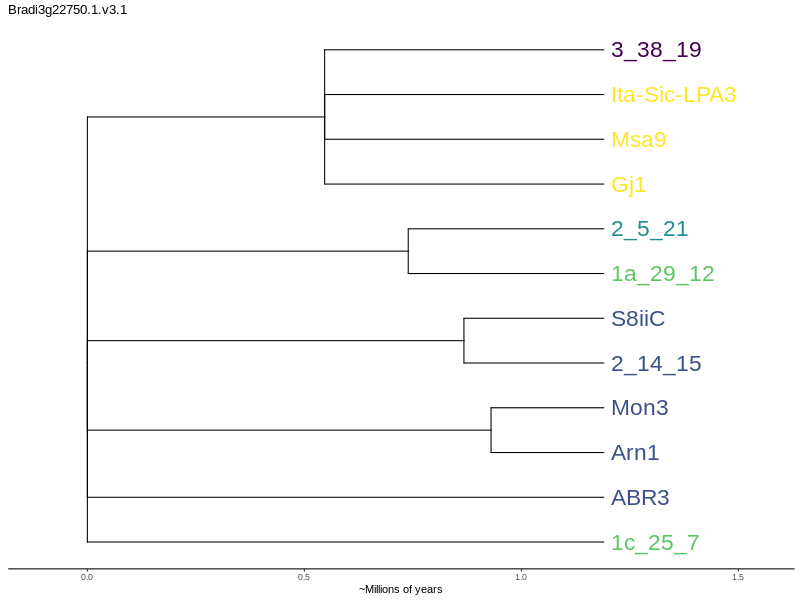 Bradi3g22750.1.v3.1
3_38_19
Ita-Sic-LPA3
Msa9
Gj1
2_5_21
1a_29_12
S8iiC
2_14_15
Mon3
Arn1
ABR3
1c_25_7
0.0 0.5 1.0 1.5
~Millions of years